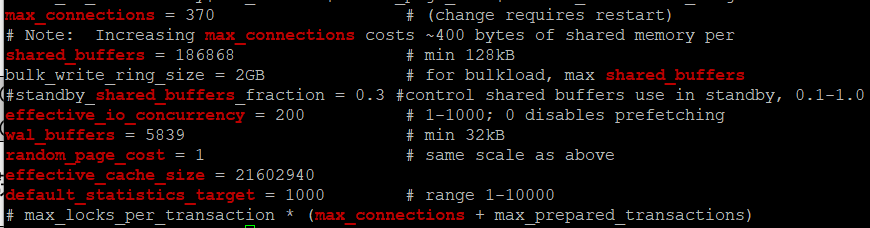 max_connections = 370 # (change requires restart)
# Note:  Increasing max_connections costs ~400 bytes of shared memory per
shared_buffers = 186868 # min 128kB
bulk_write_ring_size = 2GB # for bulkload, max shared_buffers
#standby_shared_buffers_fraction = 0.3 #control shared buffers use in standby, 0.1-1.0
effective_io_concurrency = 200 # 1-1000; 0 disables prefetching
wal_buffers = 5839 # min 32kB
random_page_cost = 1 # same scale as above
effective_cache_size = 21602940
default_statistics_target = 1000 # range 1-10000
# max_locks_per_transaction * (max_connections + max_prepared_transactions)